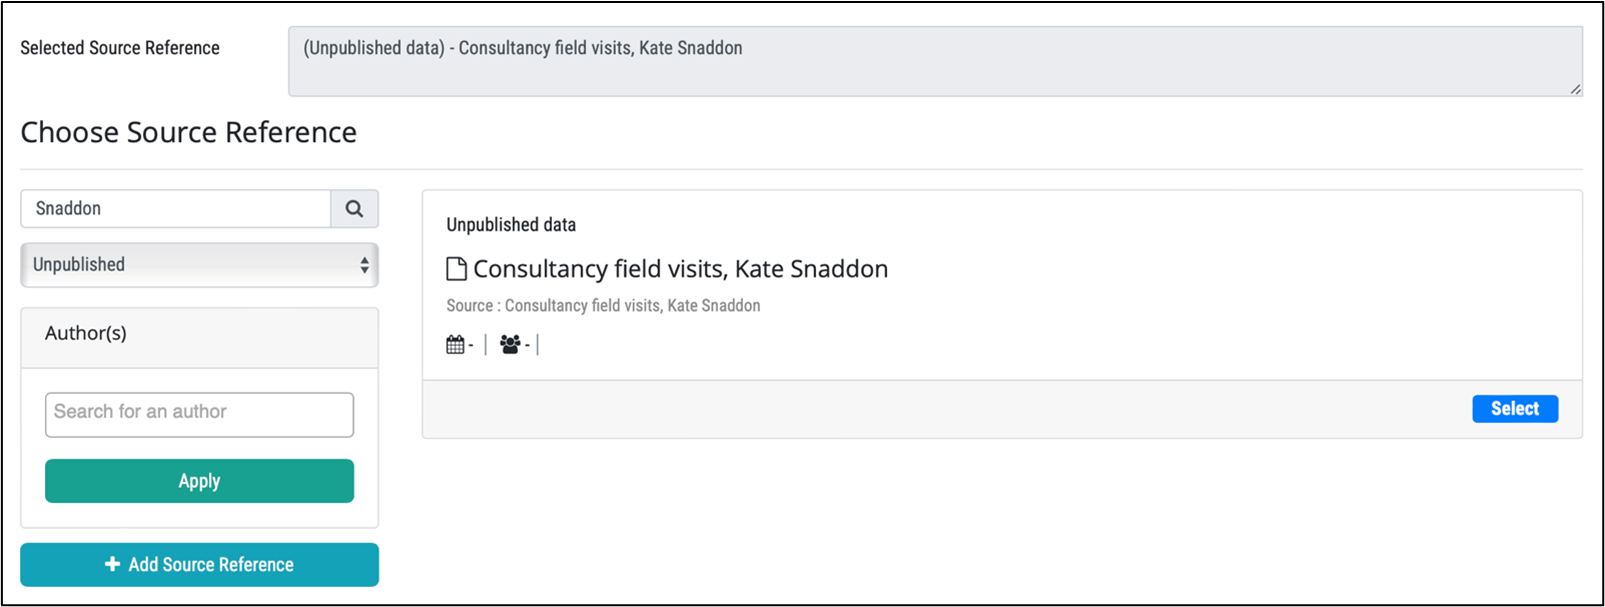 Selected Source Reference
(Unpublished data) - Consultancy field visits, Kate Snaddon
Choose Source Reference
Snaddon
Unpublished
Author(s)
Search for an author
Apply
+ Add Source Reference
Unpublished data
Consultancy field visits, Kate Snaddon
Source : Consultancy field visits, Kate Snaddon
- | - |
Select